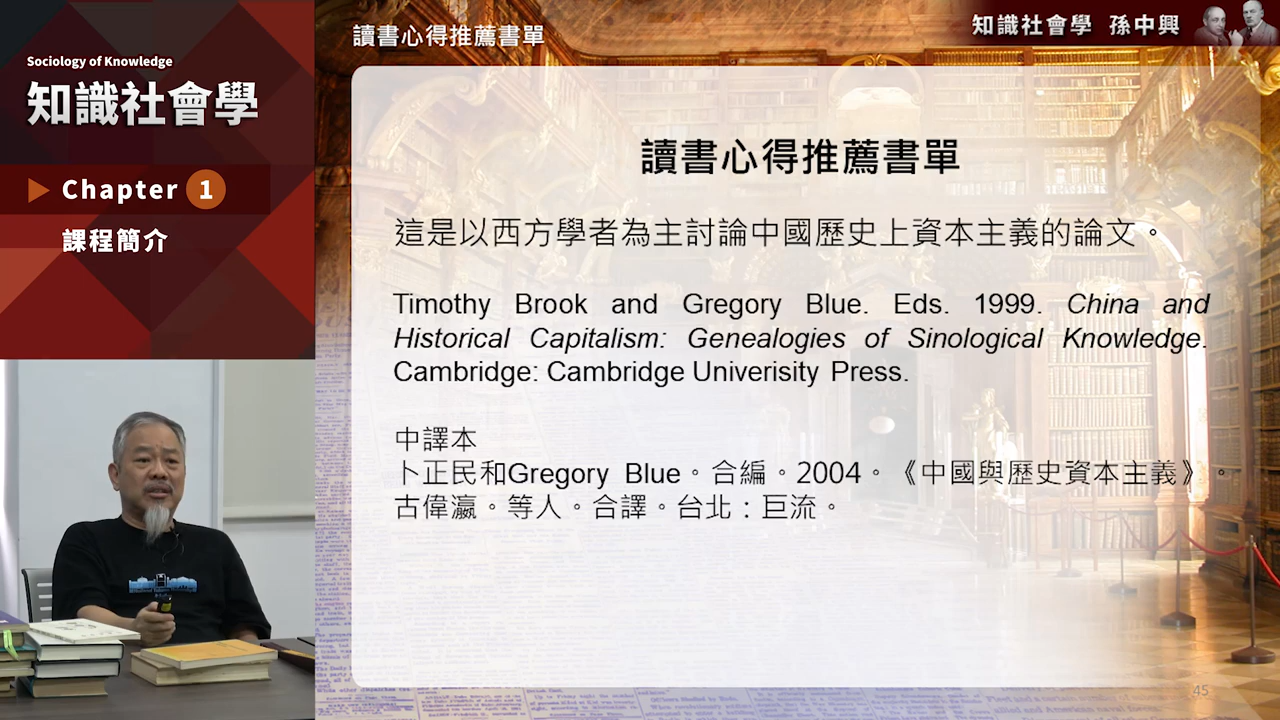 Sociology of Knowledge
知識社會學
Chapter 1
課程簡介
讀書心得推薦書單
知識社會學 孫中興
讀書心得推薦書單
這是以西方學者為主討論中國歷史上資本主義的論文。
Timothy Brook and Gregory Blue. Eds. 1999. China and
Historical Capitalism: Genealogies of Sinological Knowledge.
Cambridge: Cambridge Univerisity Press.
中譯本
卜正民和Gregory Blue。合編。2004。《中國與歷史資本主義》。
古偉瀛。等人。合譯。台北：巨流。
45